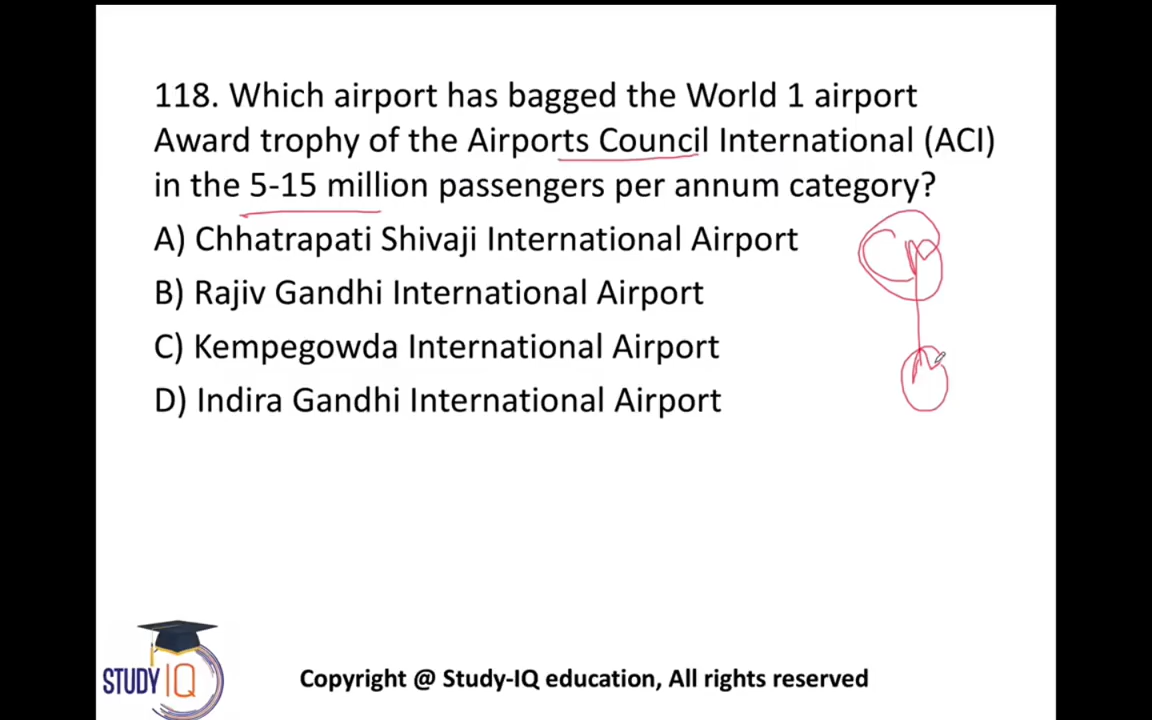 118. Which airport has bagged the World 1 airport
Award trophy of the Airports Council International (ACI)
in the 5-15 million passengers per annum category?
A) Chhatrapati Shivaji International Airport
B) Rajiv Gandhi International Airport
C) Kempegowda International Airport
D) Indira Gandhi International Airport
STUDY IQ
Copyright @ Study-IQ education, All rights reserved